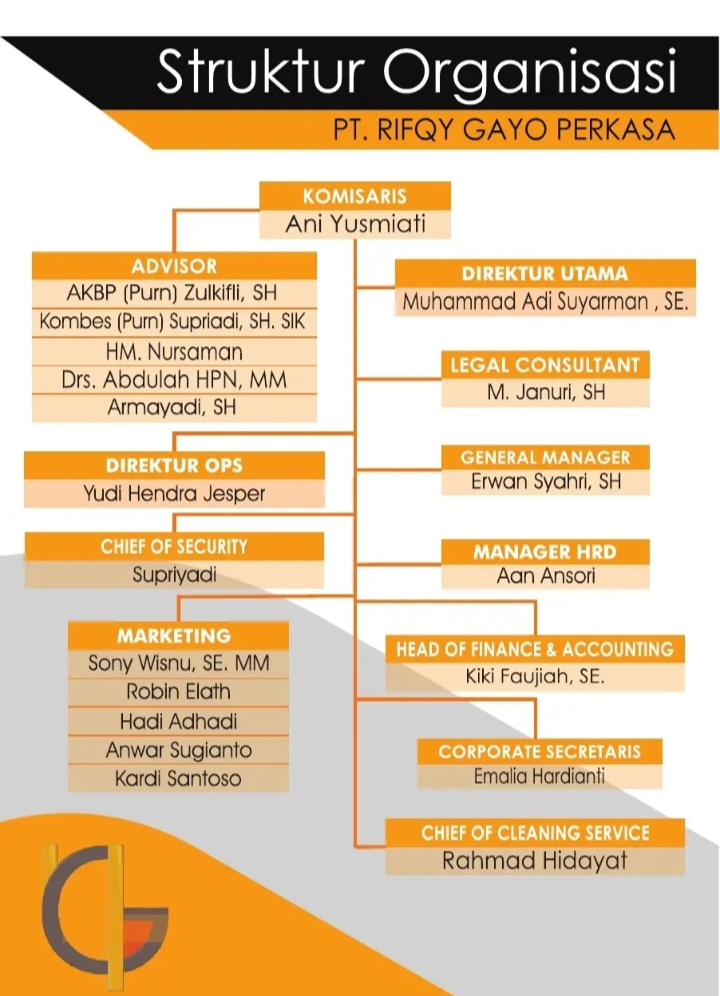 Struktur Organisasi
PT. RIFQY GAYO PERKASA
KOMISARIS
Ani Yusmiati
ADVISOR
AKBP (Purn) Zulkifli, SH
Kombes (Purn) Supriadi, SH. SIK
HM. Nursaman
Drs. Abdulah HPN, MM
Armayadi, SH
DIREKTUR UTAMA
Muhammad Adi Suyarman , SE.
LEGAL CONSULTANT
M. Januri, SH
DIREKTUR OPS
Yudi Hendra Jesper
GENERAL MANAGER
Erwan Syahri, SH
CHIEF OF SECURITY
Supriyadi
MANAGER HRD
Aan Ansori
MARKETING
Sony Wisnu, SE. MM
Robin Elath
Hadi Adhadi
Anwar Sugianto
Kardi Santoso
HEAD OF FINANCE & ACCOUNTING
Kiki Faujiah, SE.
CORPORATE SECRETARIS
Emalia Hardianti
CHIEF OF CLEANING SERVICE
Rahmad Hidayat